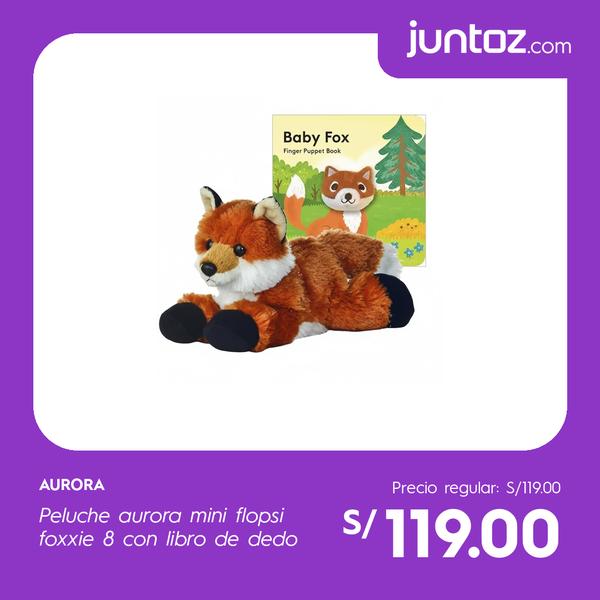 juntoz.com
Baby Fox
Finger Puppet Book
AURORA
Peluche aurora mini flopsi
foxxie 8 con libro de dedo
Precio regular: S/119.00
S/119.00